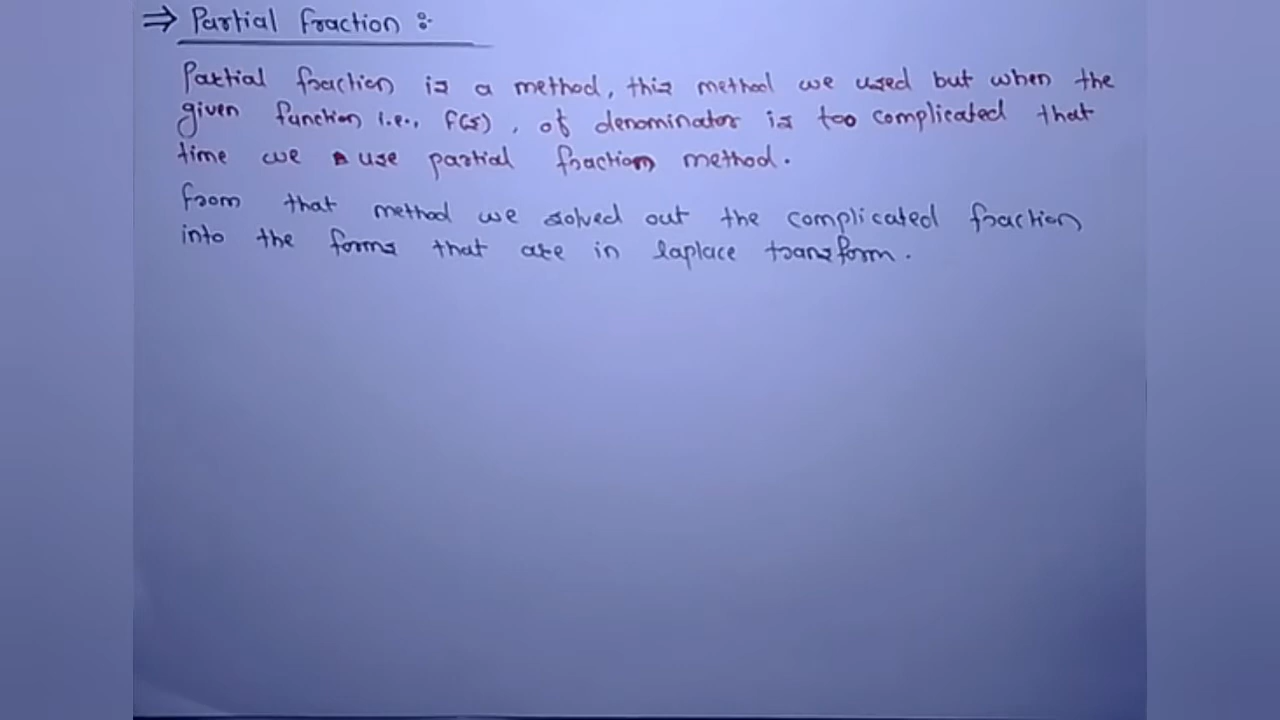 ⇒ Partial fraction :-
Partial fraction is a method, this method we used but when the
given function i.e., F(s), of denominator is too complicated that
time we use partial fraction method.
from that method we solved out the complicated fraction
into the forms that are in laplace transform.